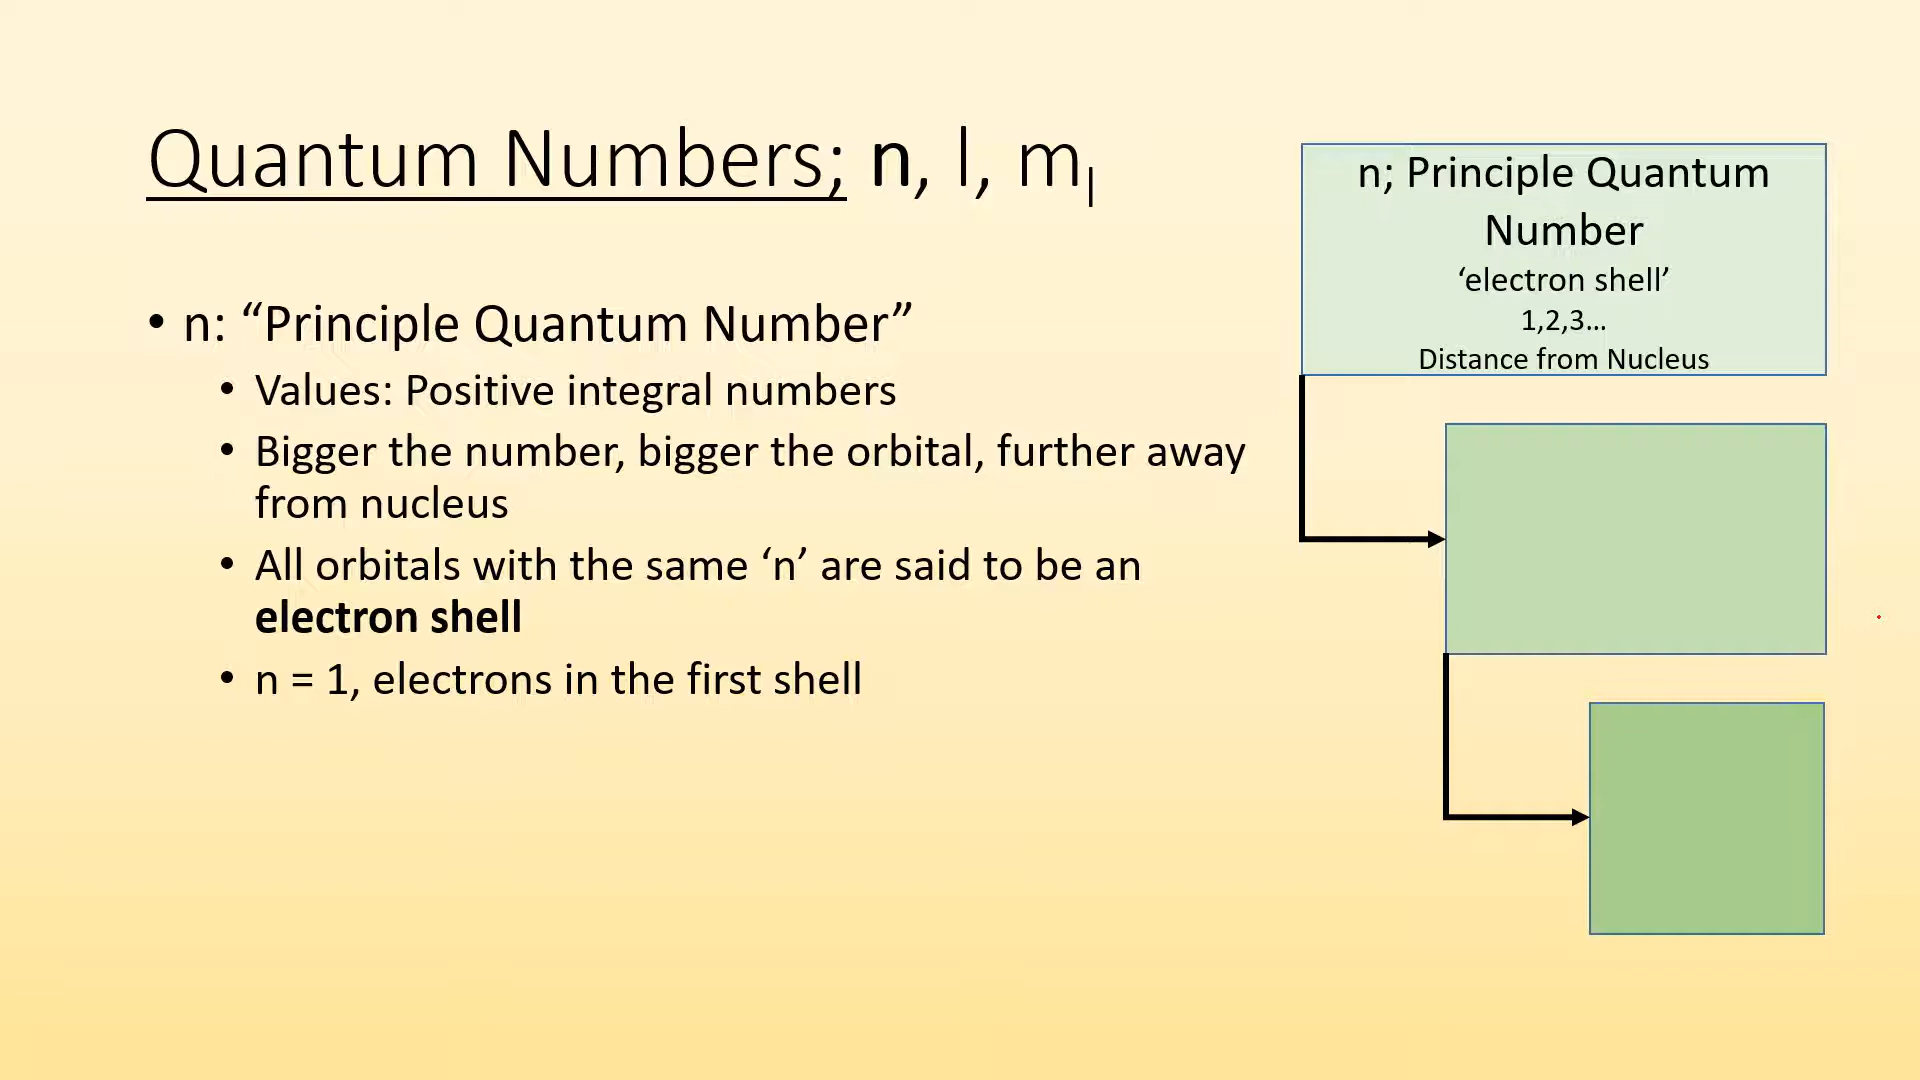 Quantum Numbers; n, l, ml
• n: “Principle Quantum Number”
• Values: Positive integral numbers
• Bigger the number, bigger the orbital, further away
from nucleus
• All orbitals with the same ‘n’ are said to be an
electron shell
• n = 1, electrons in the first shell
n; Principle Quantum
Number
‘electron shell’
1,2,3...
Distance from Nucleus